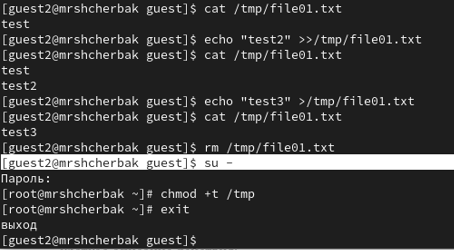 [guest2@mrshcherbak guest]$ cat /tmp/file01.txt
test
[guest2@mrshcherbak guest]$ echo "test2" >>/tmp/file01.txt
[guest2@mrshcherbak guest]$ cat /tmp/file01.txt
test
test2
[guest2@mrshcherbak guest]$ echo "test3" >/tmp/file01.txt
[guest2@mrshcherbak guest]$ cat /tmp/file01.txt
test3
[guest2@mrshcherbak guest]$ rm /tmp/file01.txt
[guest2@mrshcherbak guest]$ su -
Пароль:
[root@mrshcherbak ~]# chmod +t /tmp
[root@mrshcherbak ~]# exit
выход
[guest2@mrshcherbak guest]$